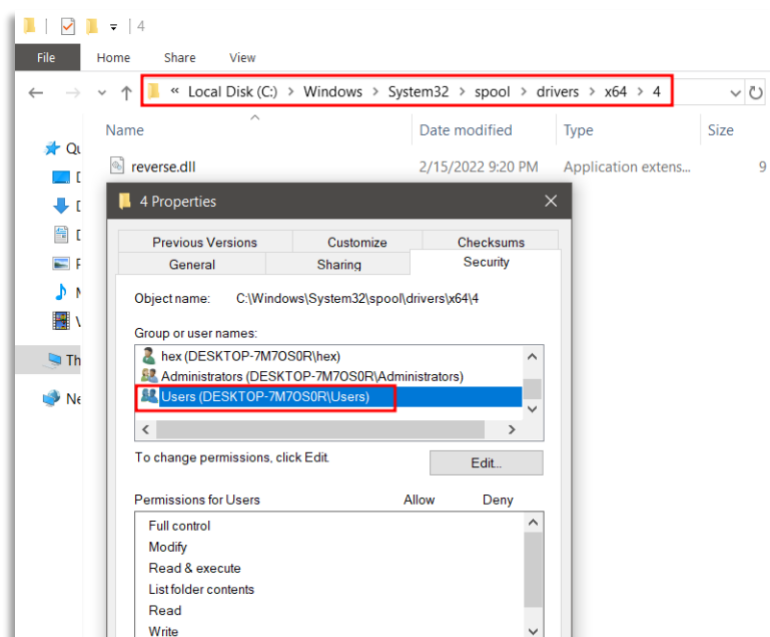 4
File Home Share View
« Local Disk (C:) > Windows > System32 > spool > drivers > x64 > 4
Name Date modified Type Size
reverse.dll 2/15/2022 9:20 PM Application extens... 9
4 Properties
Previous Versions Customize Checksums
General Sharing Security
Object name: C:\Windows\System32\spool\drivers\x64\4
Group or user names:
hex (DESKTOP-7M7OS0R\hex)
Administrators (DESKTOP-7M7OS0R\Administrators)
Users (DESKTOP-7M7OS0R\Users)
To change permissions, click Edit.
Edit...
Permissions for Users Allow Deny
Full control
Modify
Read & execute
List folder contents
Read
Write